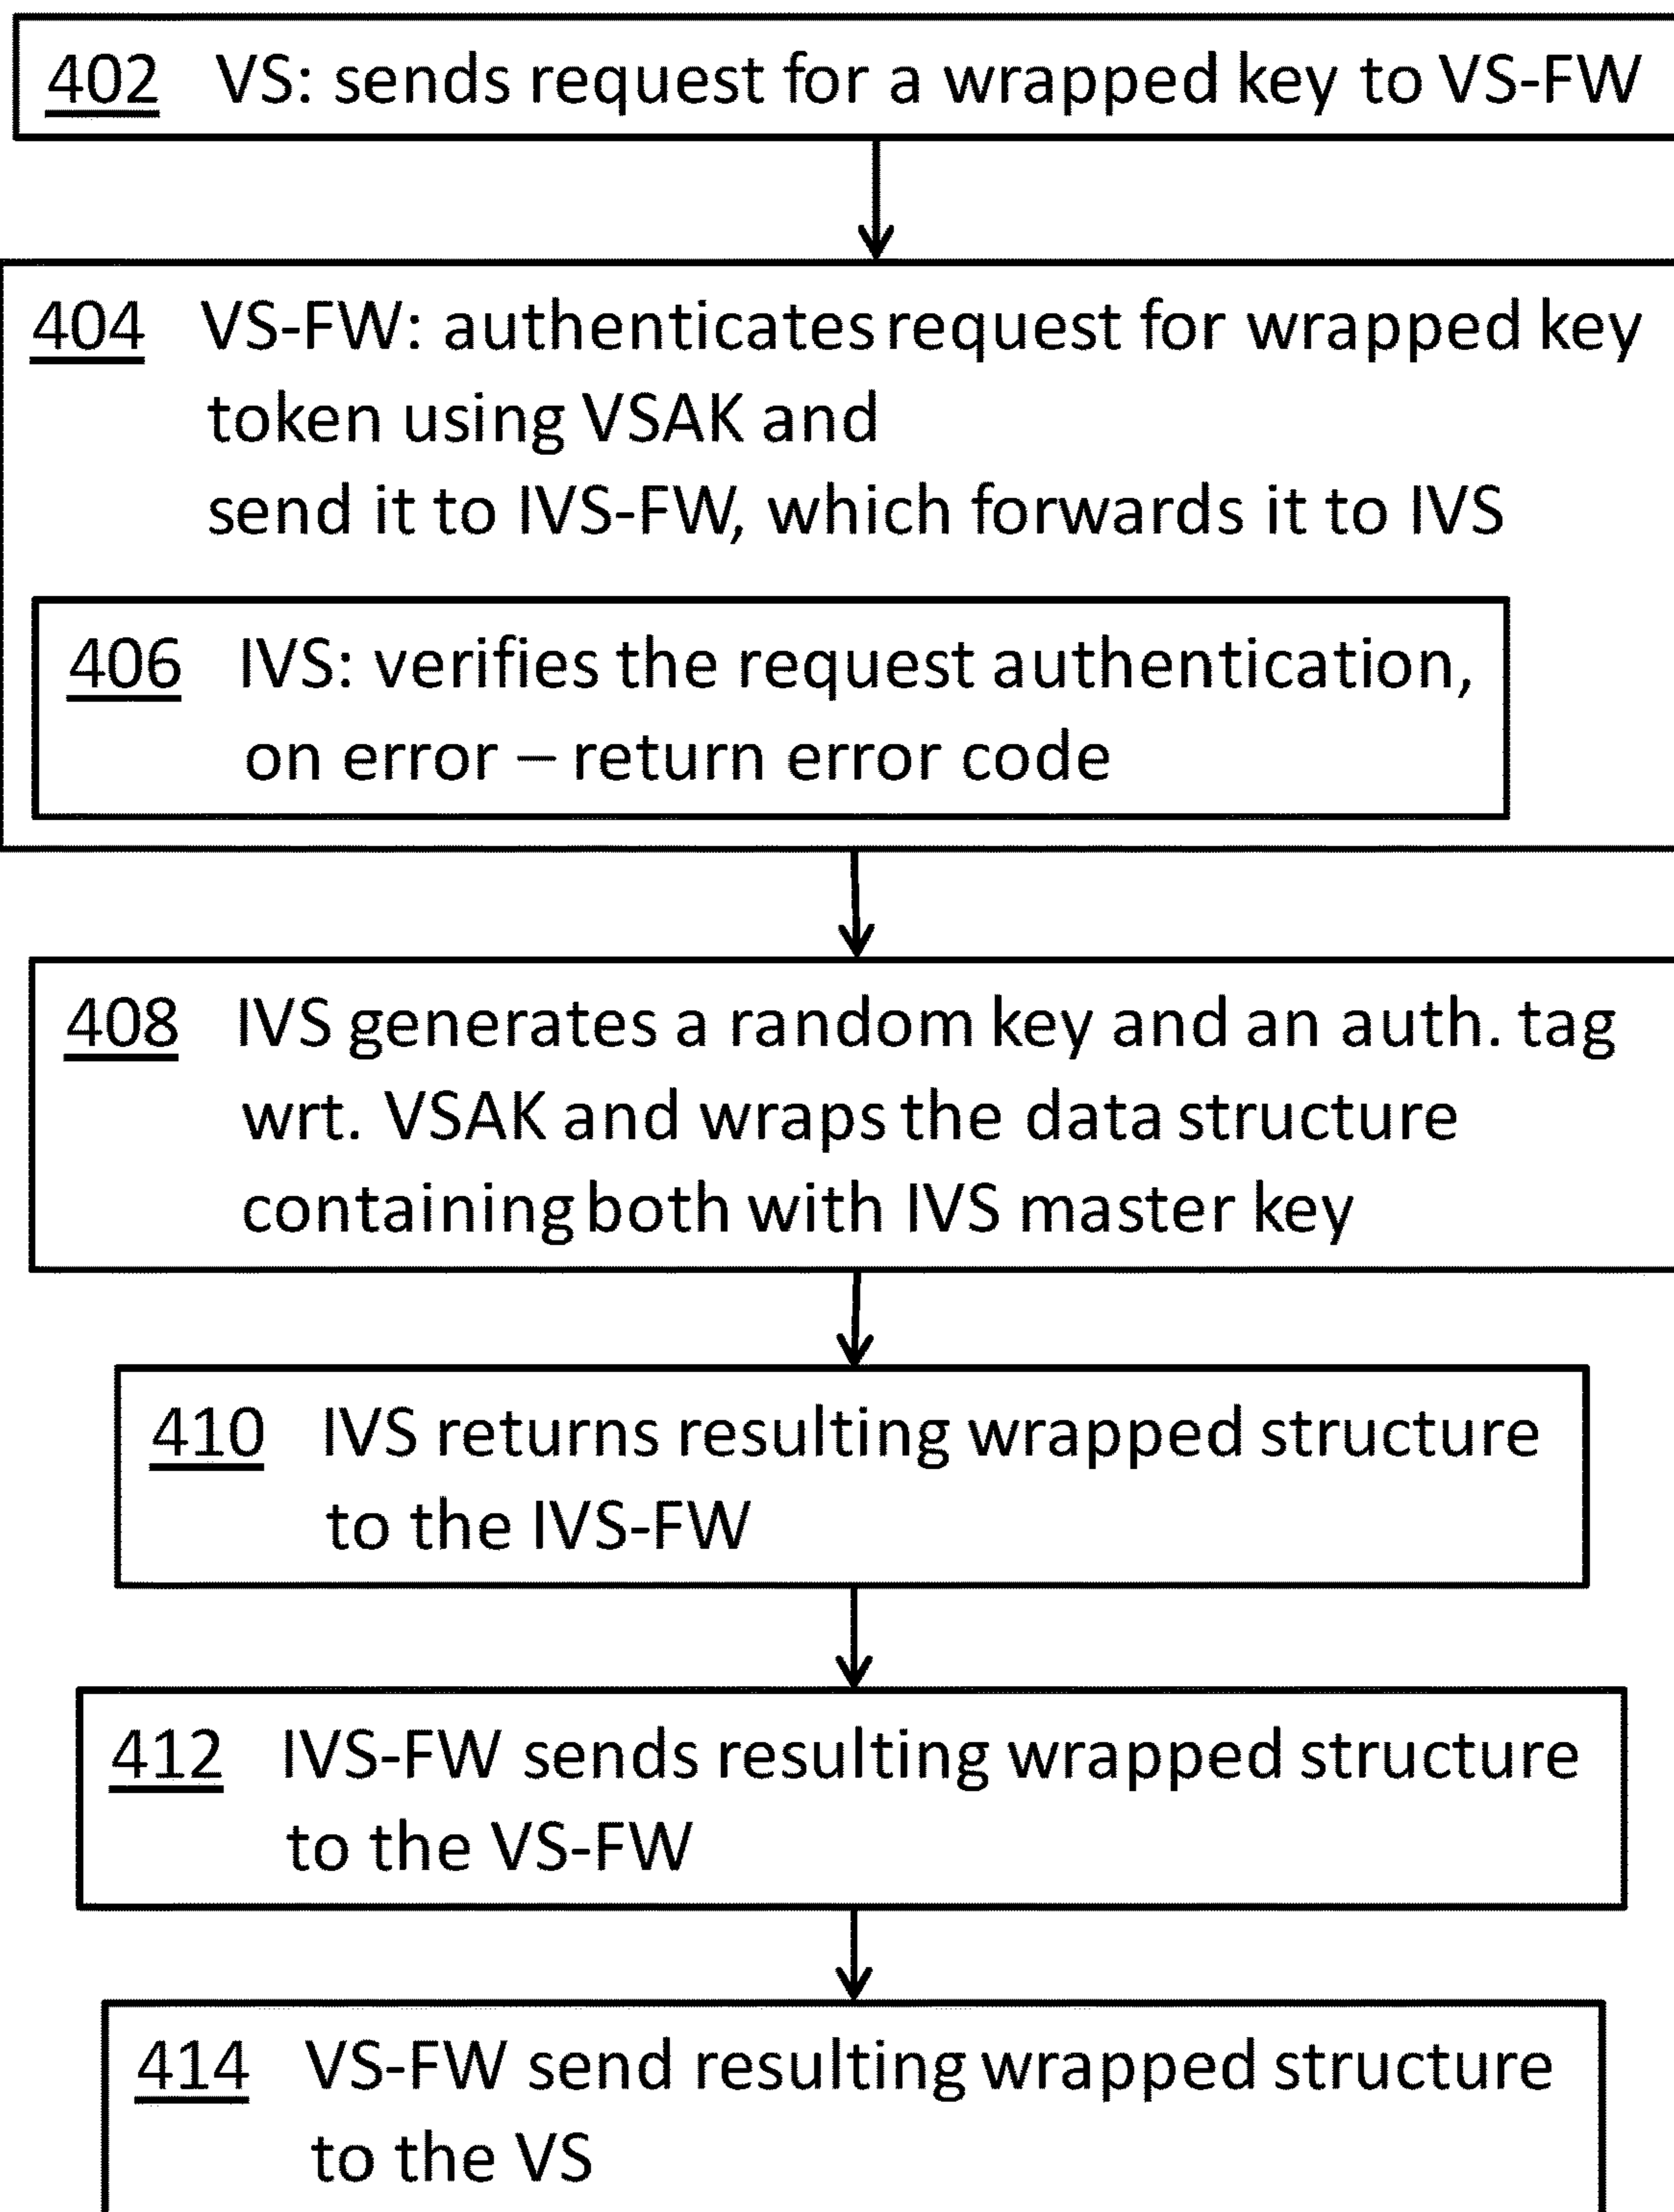 402 VS: sends request for a wrapped key to VS-FW
404 VS-FW: authenticates request for wrapped key
token using VSAK and
send it to IVS-FW, which forwards it to IVS
406 IVS: verifies the request authentication,
on error – return error code
408 IVS generates a random key and an auth. tag
wrt. VSAK and wraps the data structure
containing both with IVS master key
410 IVS returns resulting wrapped structure
to the IVS-FW
412 IVS-FW sends resulting wrapped structure
to the VS-FW
414 VS-FW send resulting wrapped structure
to the VS